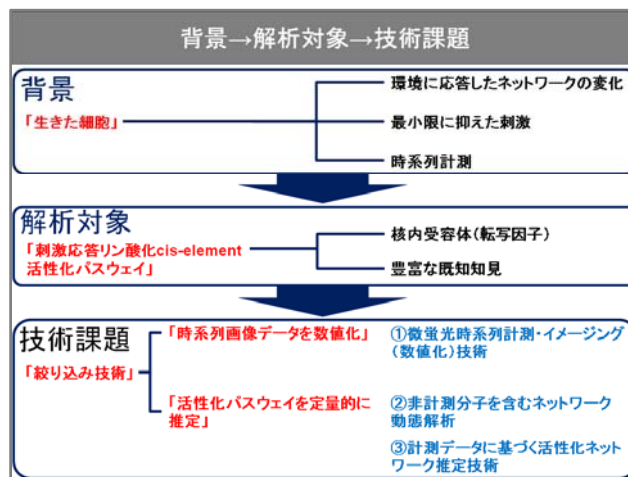 背景→解析対象→技術課題
背景
「生きた細胞」
環境に応答したネットワークの変化
最小限に抑えた刺激
時系列計測
解析対象
「刺激応答リン酸化cis-element
活性化パスウェイ」
核内受容体(転写因子)
豊富な既知知見
技術課題
「絞り込み技術」
「時系列画像データを数値化」
①微蛍光時系列計測・イメージング
(数値化)技術
「活性化パスウェイを定量的に
推定」
②非計測分子を含むネットワーク
動態解析
③計測データに基づく活性化ネット
ワーク推定技術